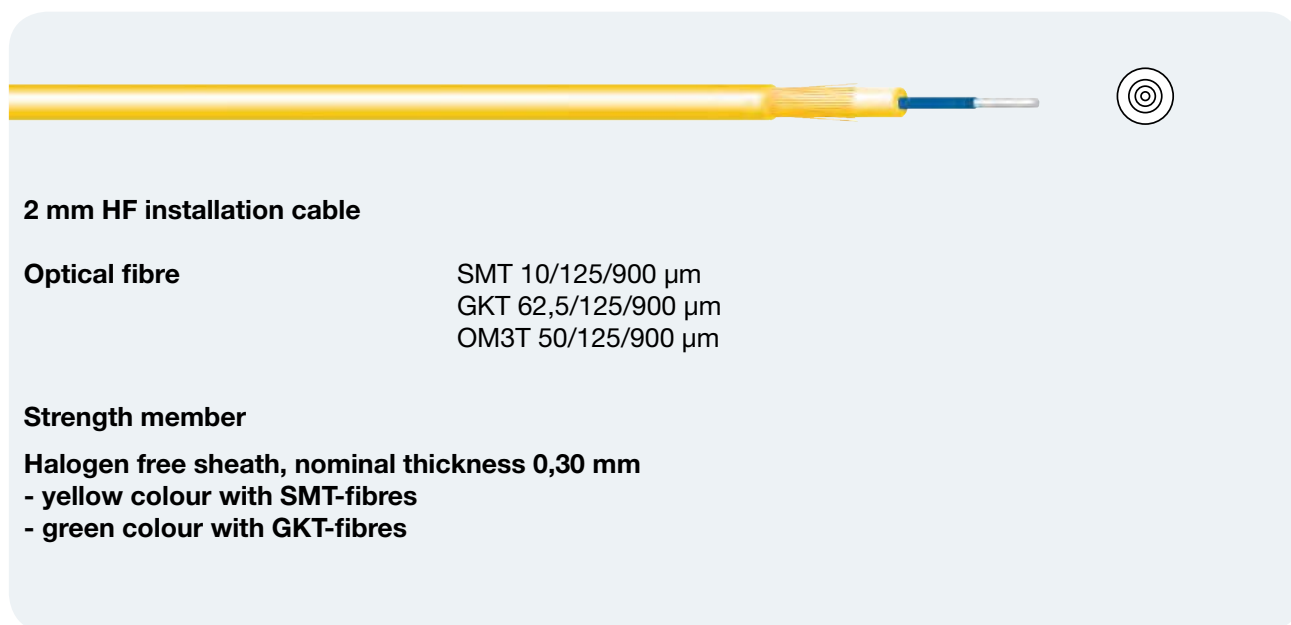 2 mm HF installation cable
Optical fibre SMT 10/125/900 µm
GKT 62,5/125/900 µm
OM3T 50/125/900 µm
Strength member
Halogen free sheath, nominal thickness 0,30 mm
- yellow colour with SMT-fibres
- green colour with GKT-fibres